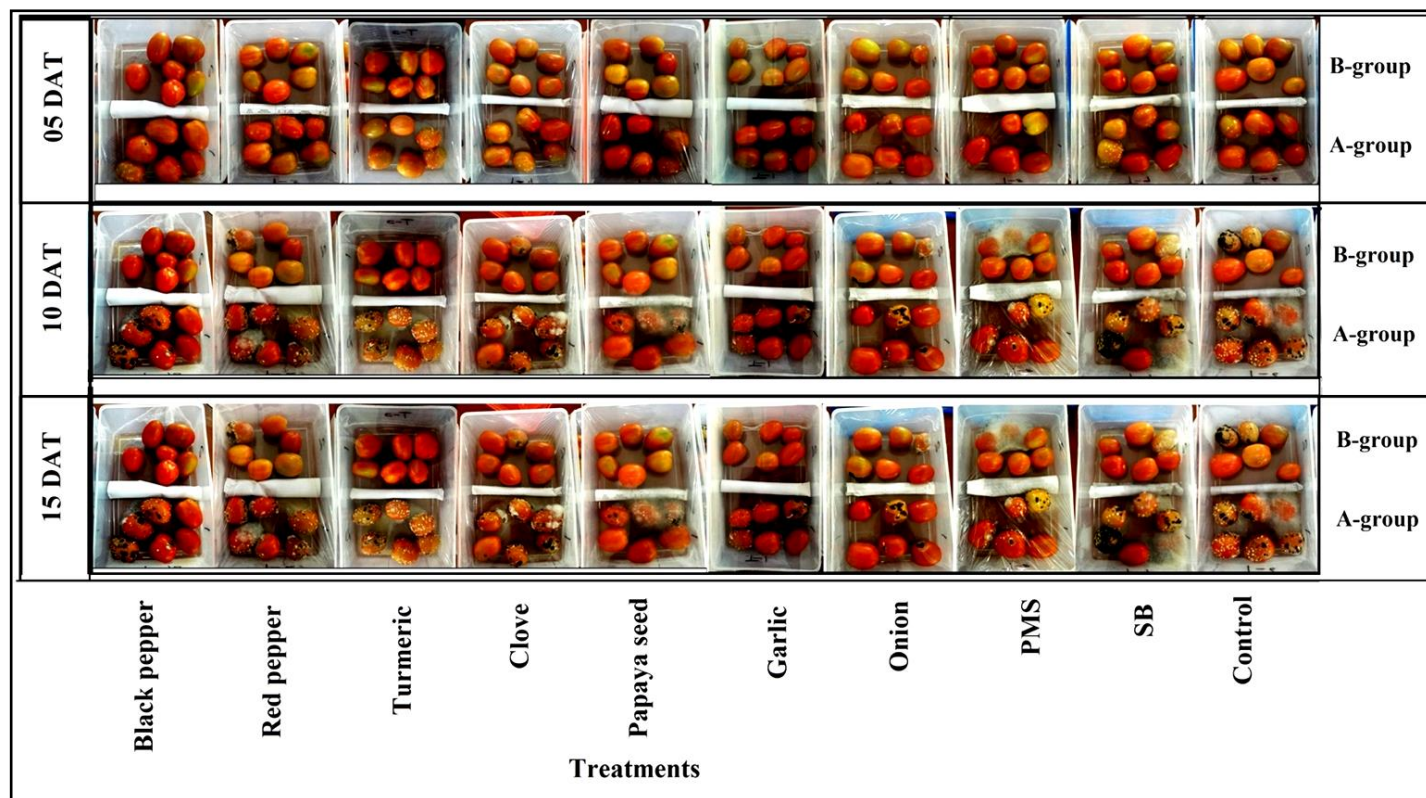 05 DAT
B-group
A-group
10 DAT
B-group
A-group
15 DAT
B-group
A-group
Black pepper
Red pepper
Turmeric
Clove
Papaya seed
Garlic
Onion
PMS
SB
Control
Treatments